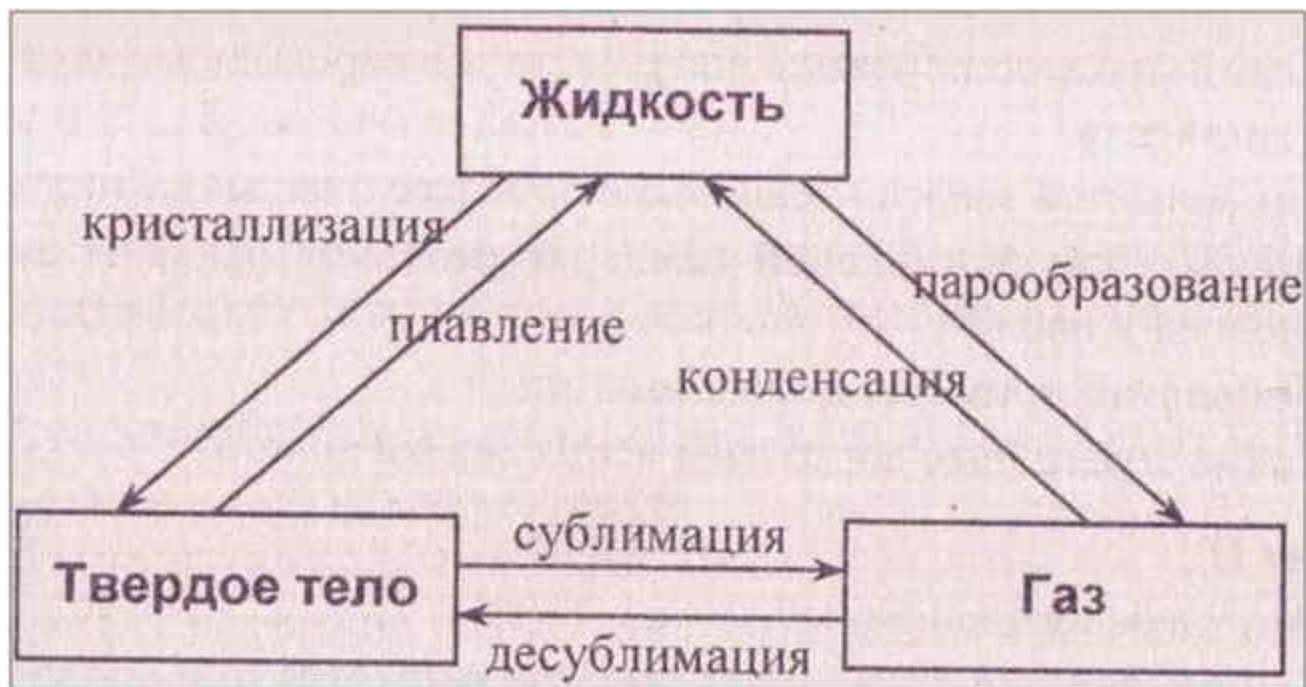 Жидкость
кристаллизация
парообразование
плавление
конденсация
сублимация
Твердое тело
Газ
десублимация